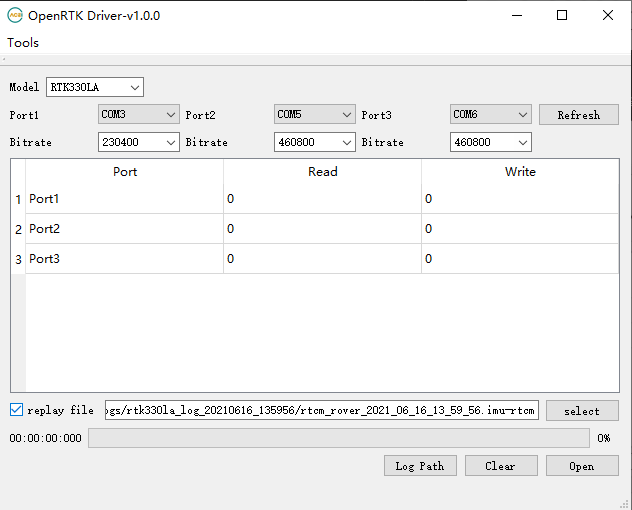 OpenRTK Driver-v1.0.0
Tools
Model RTK330LA
Port1 COM3 Port2 COM5 Port3 COM6 Refresh
Bitrate 230400 Bitrate 460800 Bitrate 460800
Port Read Write
1 Port1 0 0
2 Port2 0 0
3 Port3 0 0
replay file ogs/rtk330la_log_20210616_135956/rtcm_rover_2021_06_16_13_59_56.imu-rtcm select
00:00:00:000 0%
Log Path Clear Open